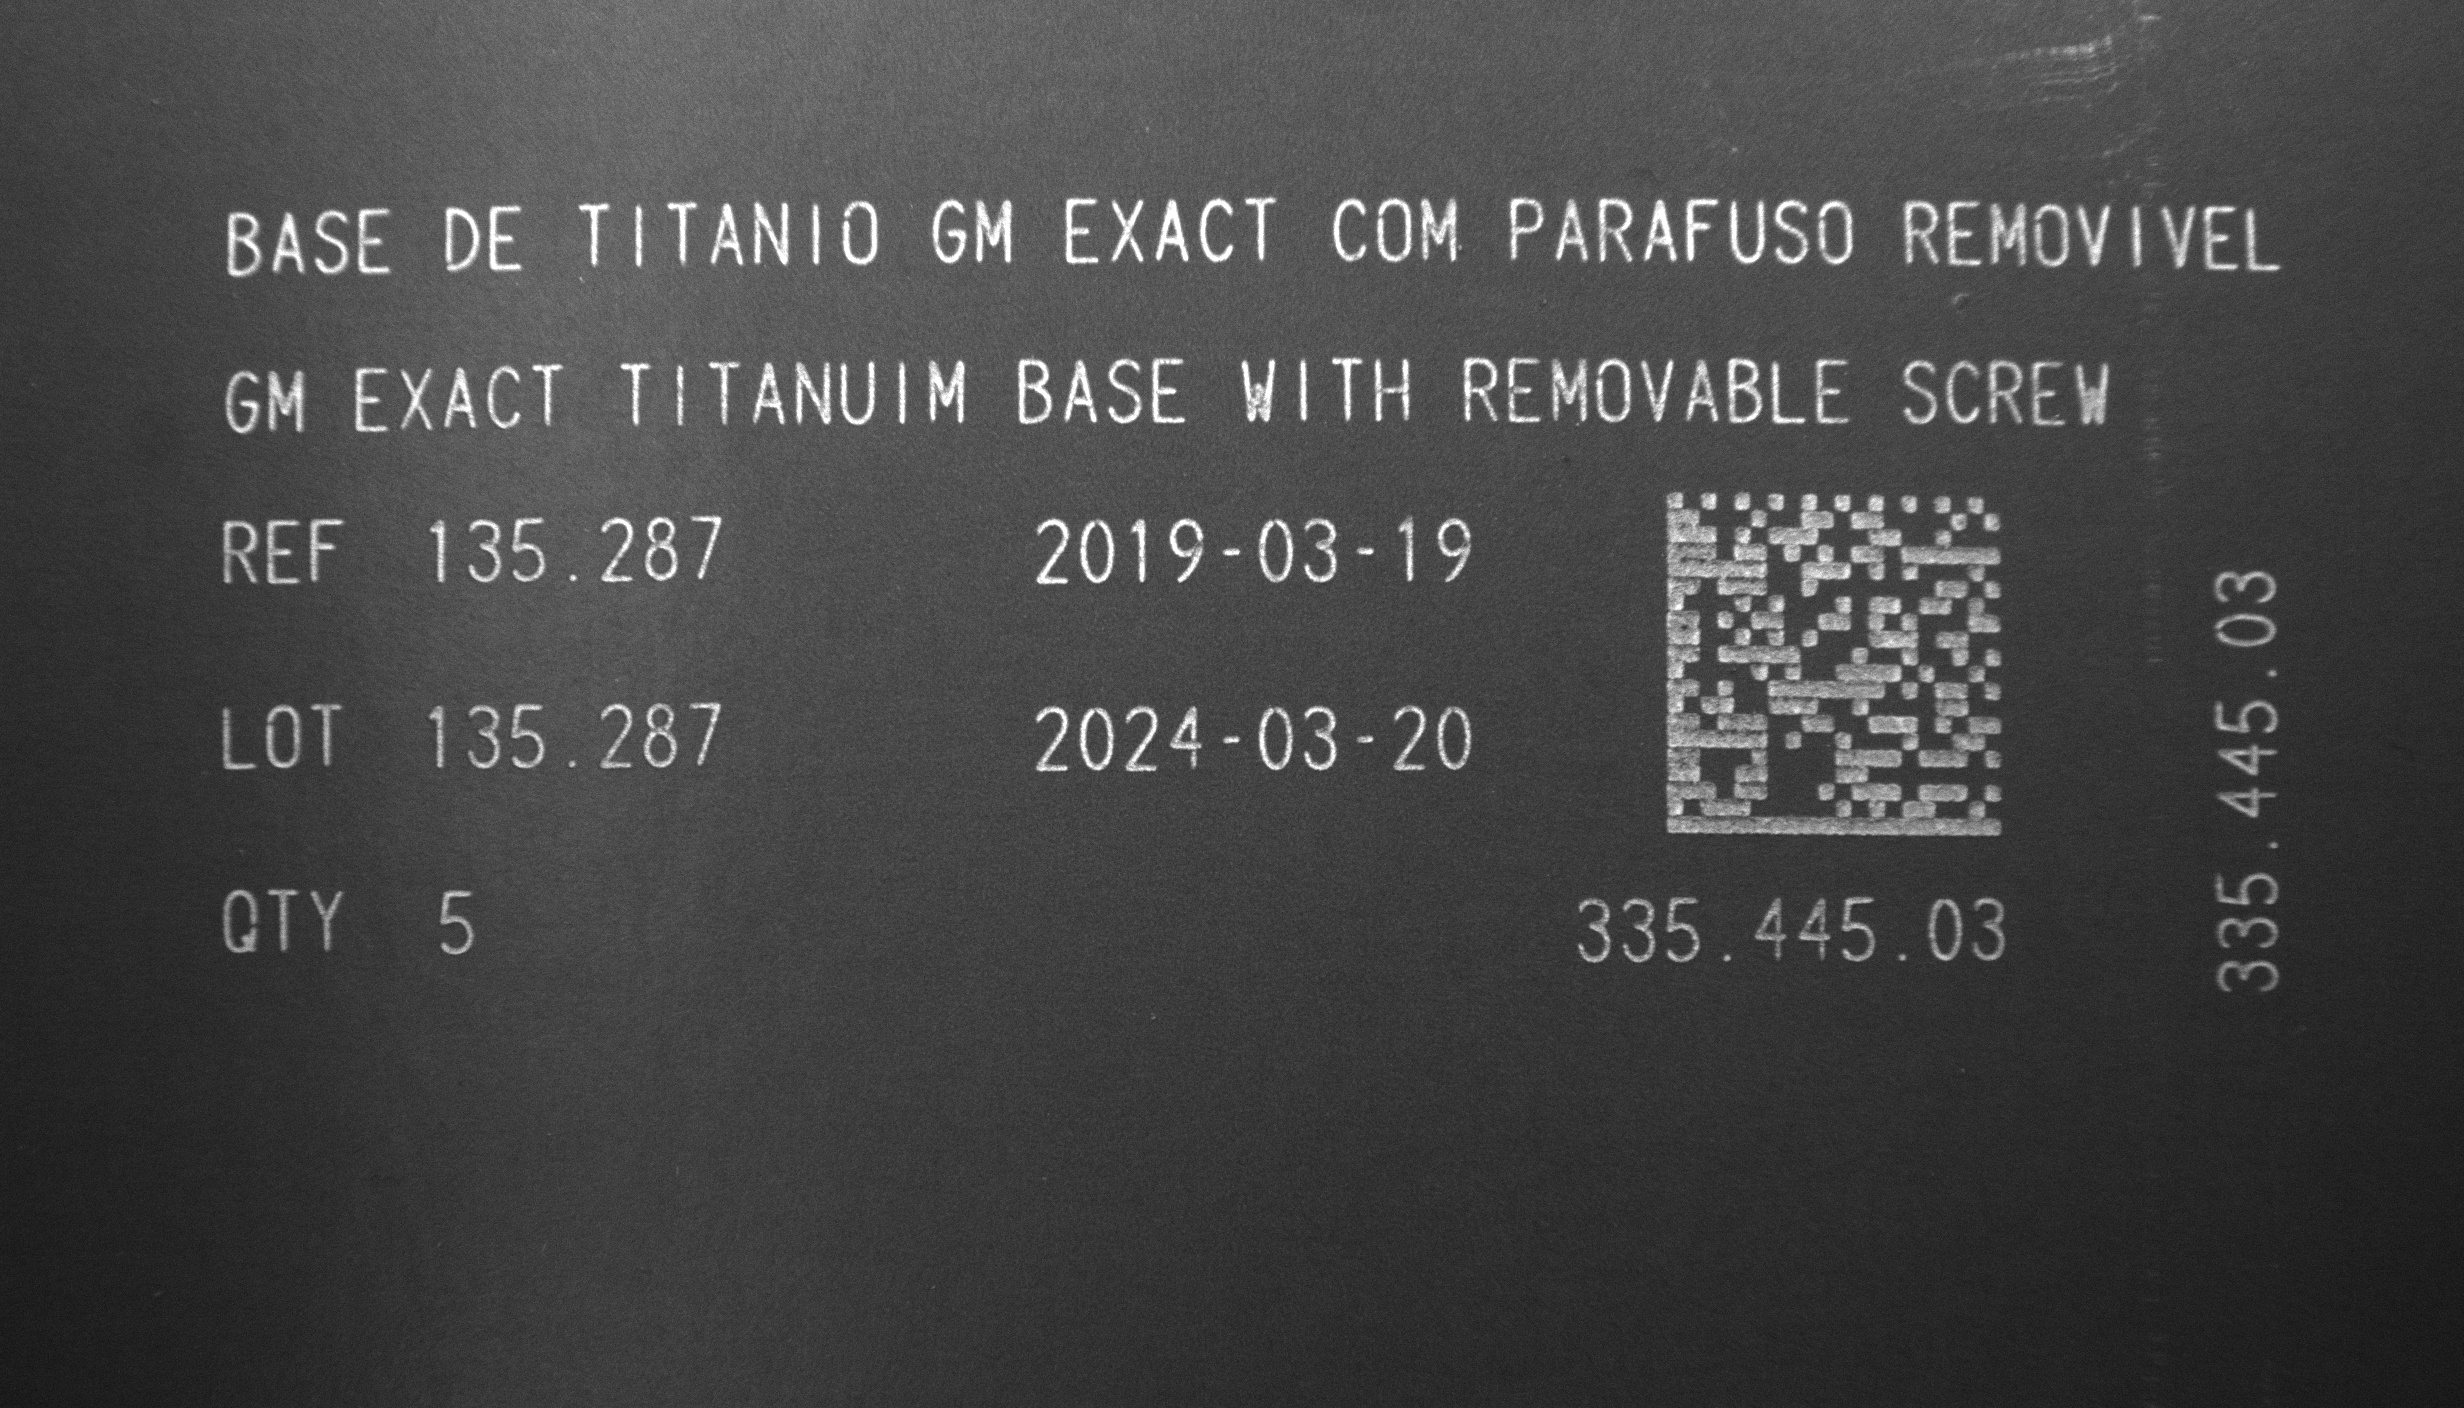 BASE DE TITANIO GM EXACT COM PARAFUSO REMOVIVEL
GM EXACT TITANUIM BASE WITH REMOVABLE SCREW
REF 135.287 2019-03-19
LOT 135.287 2024-03-20
QTY 5
335.445.03
335.445.03